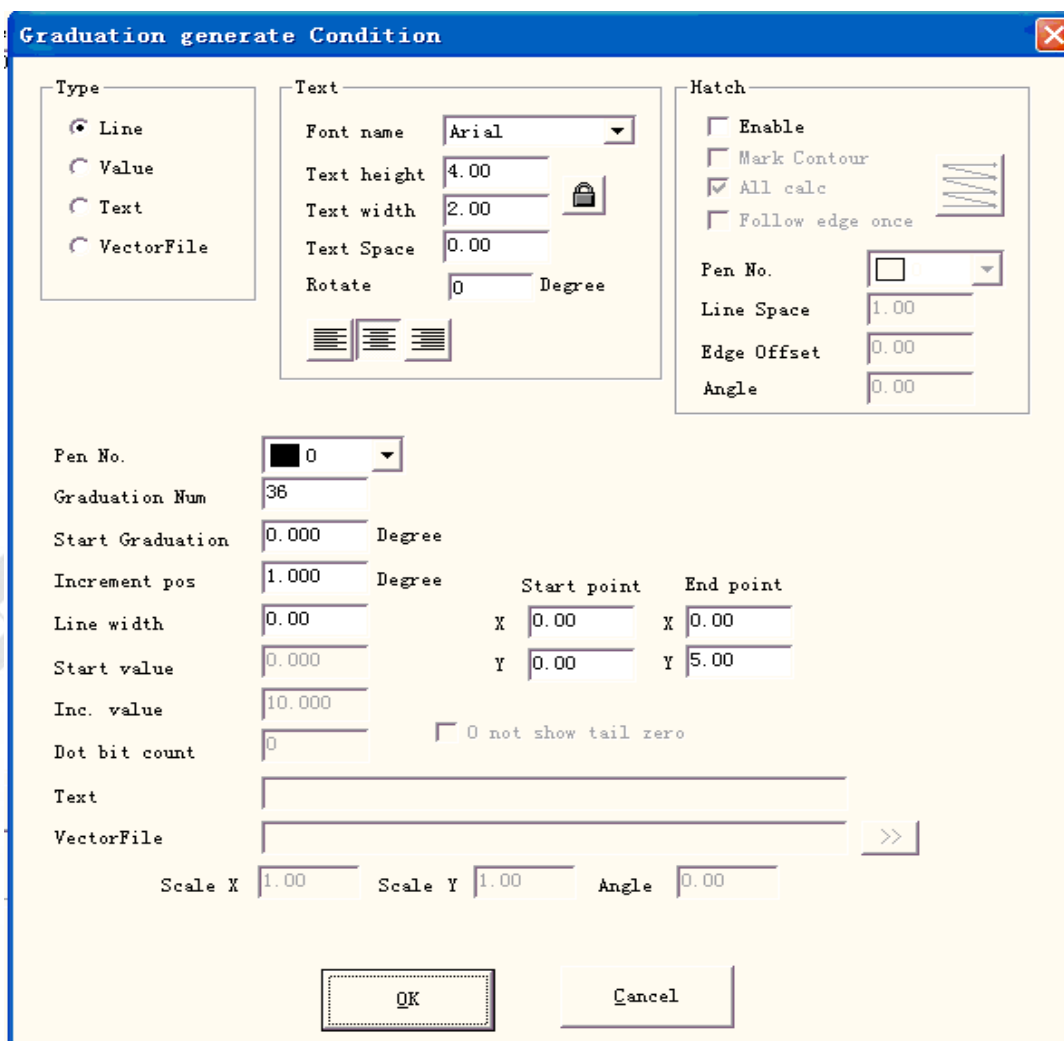 Graduation generate Condition
Type
Line
Value
Text
VectorFile
Text
Font name Arial
Text height 4.00
Text width 2.00
Text Space 0.00
Rotate 0 Degree
Hatch
Enable
Mark Contour
All calc
Follow edge once
Pen No. 0
Line Space 1.00
Edge Offset 0.00
Angle 0.00
Pen No. 0
Graduation Num 36
Start Graduation 0.000 Degree
Increment pos 1.000 Degree
Line width 0.00
Start value 0.000
Inc. value 10.000
Dot bit count 0
Start point End point
X 0.00 X 0.00
Y 0.00 Y 5.00
0 not show tail zero
Text
VectorFile >>
Scale X 1.00 Scale Y 1.00 Angle 0.00
OK Cancel